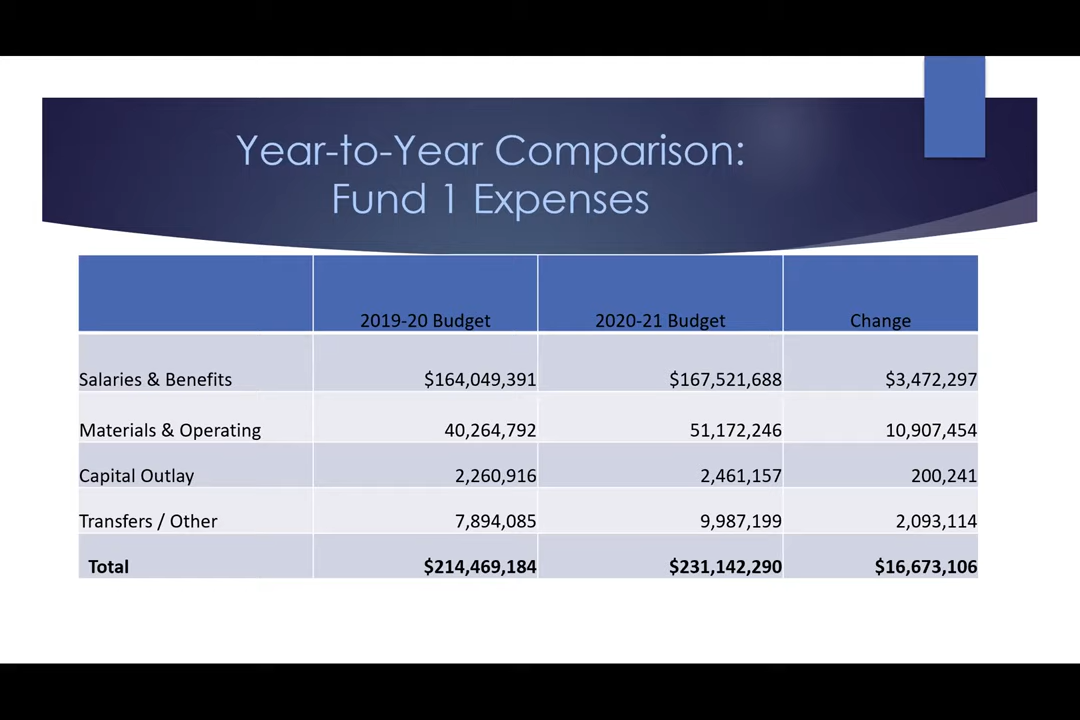 Year-to-Year Comparison:
Fund 1 Expenses
2019-20 Budget 2020-21 Budget Change
Salaries & Benefits $164,049,391 $167,521,688 $3,472,297
Materials & Operating 40,264,792 51,172,246 10,907,454
Capital Outlay 2,260,916 2,461,157 200,241
Transfers / Other 7,894,085 9,987,199 2,093,114
Total $214,469,184 $231,142,290 $16,673,106